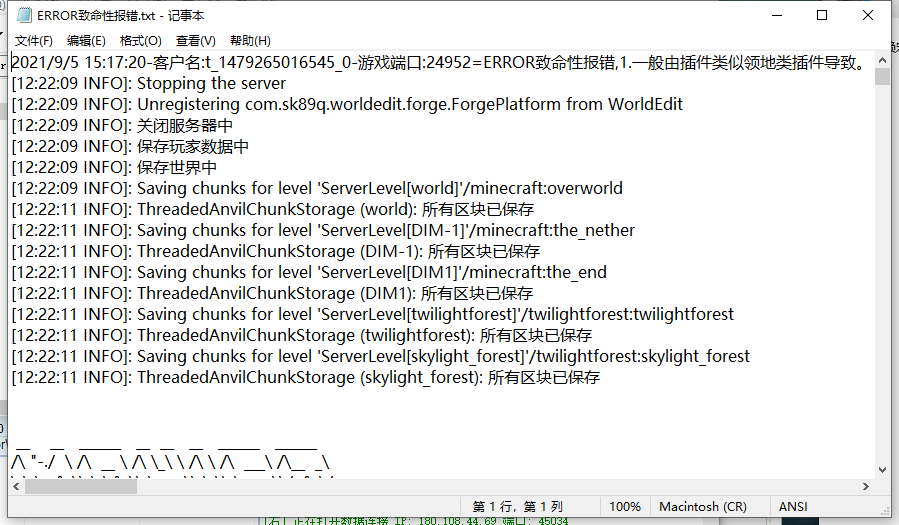 ERROR致命性报错.txt - 记事本
文件(F) 编辑(E) 格式(O) 查看(V) 帮助(H)
2021/9/5 15:17:20-客户名:t_1479265016545_0-游戏端口:24952=ERROR致命性报错,1.一般由插件类似领地类插件导致。
[12:22:09 INFO]: Stopping the server
[12:22:09 INFO]: Unregistering com.sk89q.worldedit.forge.ForgePlatform from WorldEdit
[12:22:09 INFO]: 关闭服务器中
[12:22:09 INFO]: 保存玩家数据中
[12:22:09 INFO]: 保存世界中
[12:22:09 INFO]: Saving chunks for level 'ServerLevel[world]'/minecraft:overworld
[12:22:11 INFO]: ThreadedAnvilChunkStorage (world): 所有区块已保存
[12:22:11 INFO]: Saving chunks for level 'ServerLevel[DIM-1]'/minecraft:the_nether
[12:22:11 INFO]: ThreadedAnvilChunkStorage (DIM-1): 所有区块已保存
[12:22:11 INFO]: Saving chunks for level 'ServerLevel[DIM1]'/minecraft:the_end
[12:22:11 INFO]: ThreadedAnvilChunkStorage (DIM1): 所有区块已保存
[12:22:11 INFO]: Saving chunks for level 'ServerLevel[twilightforest]'/twilightforest:twilightforest
[12:22:11 INFO]: ThreadedAnvilChunkStorage (twilightforest): 所有区块已保存
[12:22:11 INFO]: Saving chunks for level 'ServerLevel[skylight_forest]'/twilightforest:skylight_forest
[12:22:11 INFO]: ThreadedAnvilChunkStorage (skylight_forest): 所有区块已保存
第 1 行，第 1 列 100% Macintosh (CR) ANSI
[右] 正在打开数据连接 IP: 180.108.44.69 端口: 45034